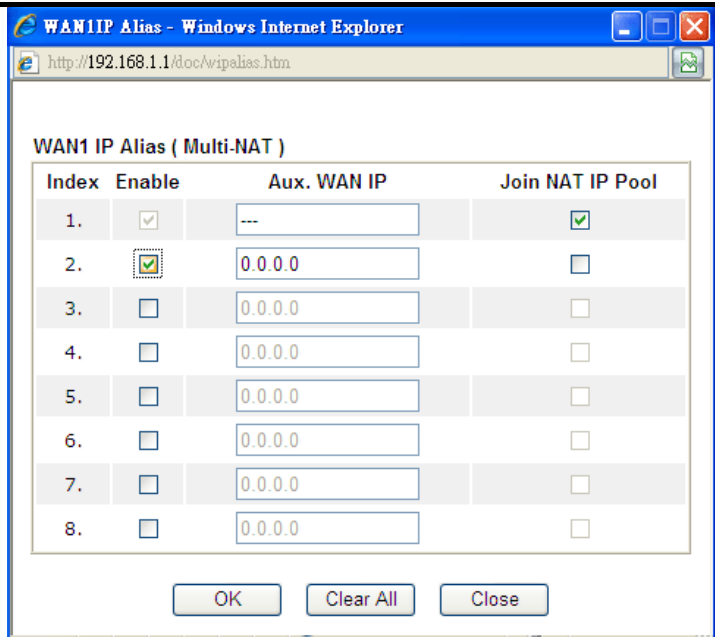 WAN1IP Alias - Windows Internet Explorer
http://192.168.1.1/doc/wipalias.htm
WAN1 IP Alias ( Multi-NAT )
Index Enable Aux. WAN IP Join NAT IP Pool
1. ---
2. 0.0.0.0
3. 0.0.0.0
4. 0.0.0.0
5. 0.0.0.0
6. 0.0.0.0
7. 0.0.0.0
8. 0.0.0.0
OK Clear All Close